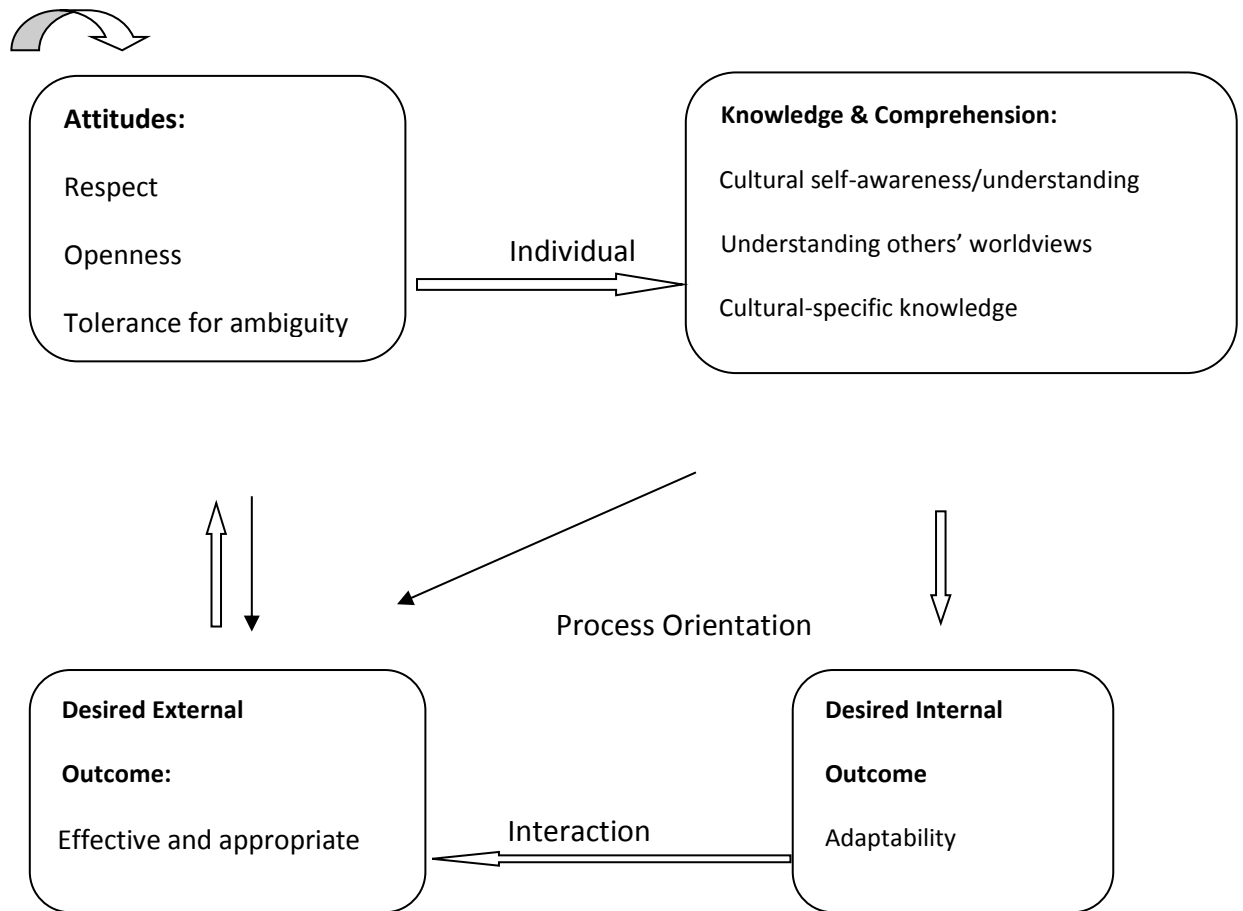 Attitudes:
Respect
Openness
Tolerance for ambiguity
Individual
Knowledge & Comprehension:
Cultural self-awareness/understanding
Understanding others’ worldviews
Cultural-specific knowledge
Process Orientation
Desired External
Outcome:
Effective and appropriate
Interaction
Desired Internal
Outcome
Adaptability